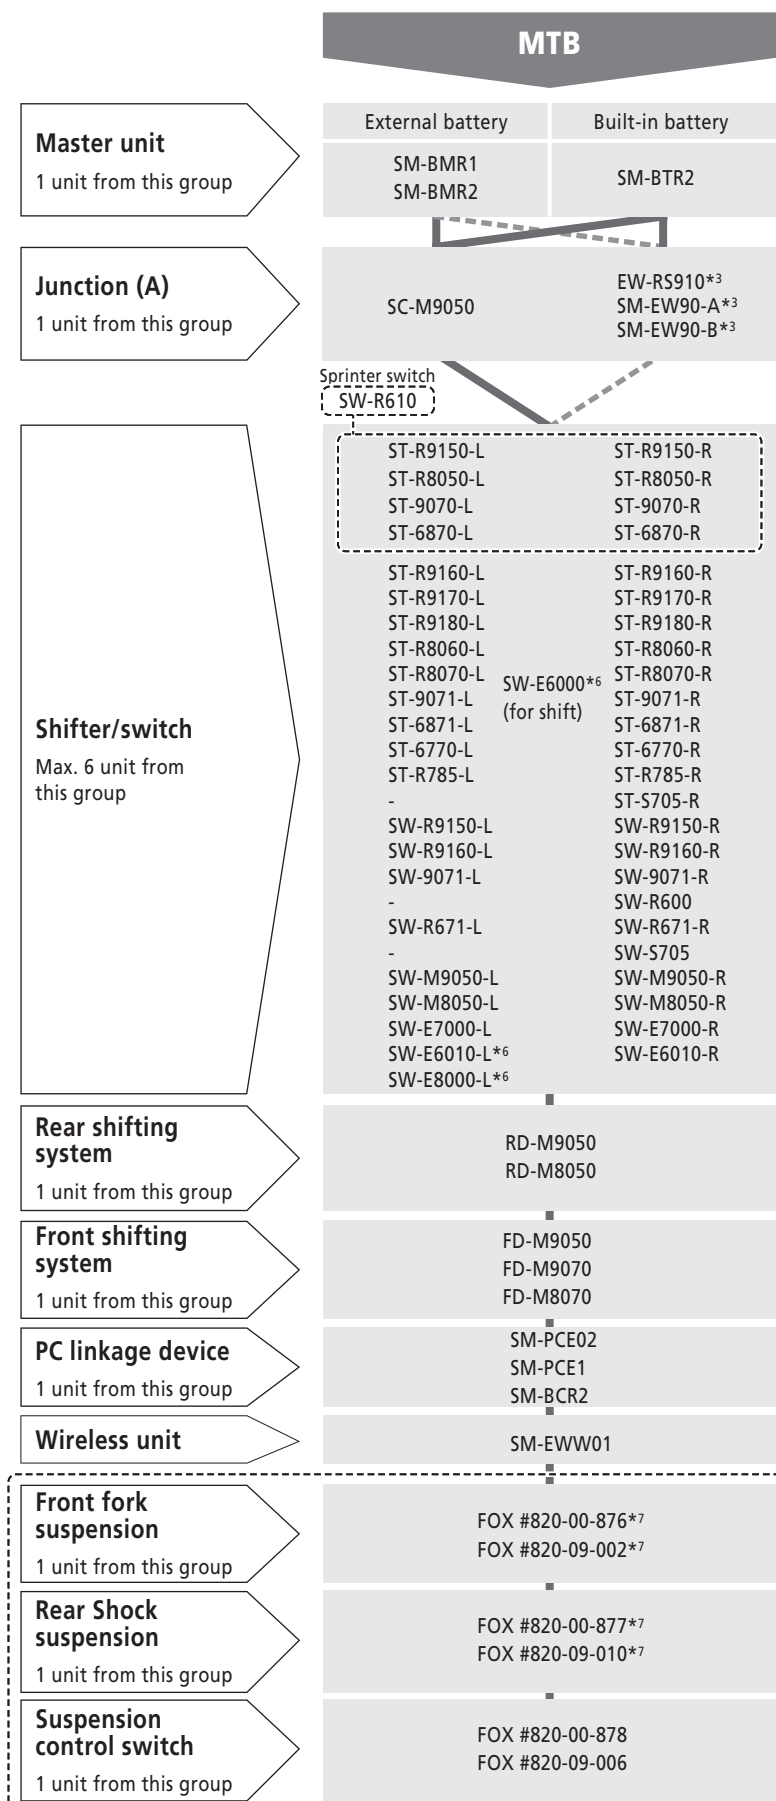 MTB
Master unit
1 unit from this group
External battery
Built-in battery
SM-BMR1
SM-BMR2
SM-BTR2
Junction (A)
1 unit from this group
SC-M9050
EW-RS910*3
SM-EW90-A*3
SM-EW90-B*3
Sprinter switch
SW-R610
Shifter/switch
Max. 6 unit from
this group
ST-R9150-L ST-R9150-R
ST-R8050-L ST-R8050-R
ST-9070-L ST-9070-R
ST-6870-L ST-6870-R
ST-R9160-L ST-R9160-R
ST-R9170-L ST-R9170-R
ST-R9180-L ST-R9180-R
ST-R8060-L ST-R8060-R
ST-R8070-L ST-R8070-R
SW-E6000*6
(for shift)
ST-9071-L ST-9071-R
ST-6871-L ST-6871-R
ST-6770-L ST-6770-R
ST-R785-L ST-R785-R
- ST-S705-R
SW-R9150-L SW-R9150-R
SW-R9160-L SW-R9160-R
SW-9071-L SW-9071-R
- SW-R600
SW-R671-L SW-R671-R
- SW-S705
SW-M9050-L SW-M9050-R
SW-M8050-L SW-M8050-R
SW-E7000-L SW-E7000-R
SW-E6010-L*6 SW-E6010-R
SW-E8000-L*6
Rear shifting
system
1 unit from this group
RD-M9050
RD-M8050
Front shifting
system
1 unit from this group
FD-M9050
FD-M9070
FD-M8070
PC linkage device
1 unit from this group
SM-PCE02
SM-PCE1
SM-BCR2
Wireless unit
SM-EWW01
Front fork
suspension
1 unit from this group
FOX #820-00-876*7
FOX #820-09-002*7
Rear Shock
suspension
1 unit from this group
FOX #820-00-877*7
FOX #820-09-010*7
Suspension
control switch
1 unit from this group
FOX #820-00-878
FOX #820-09-006